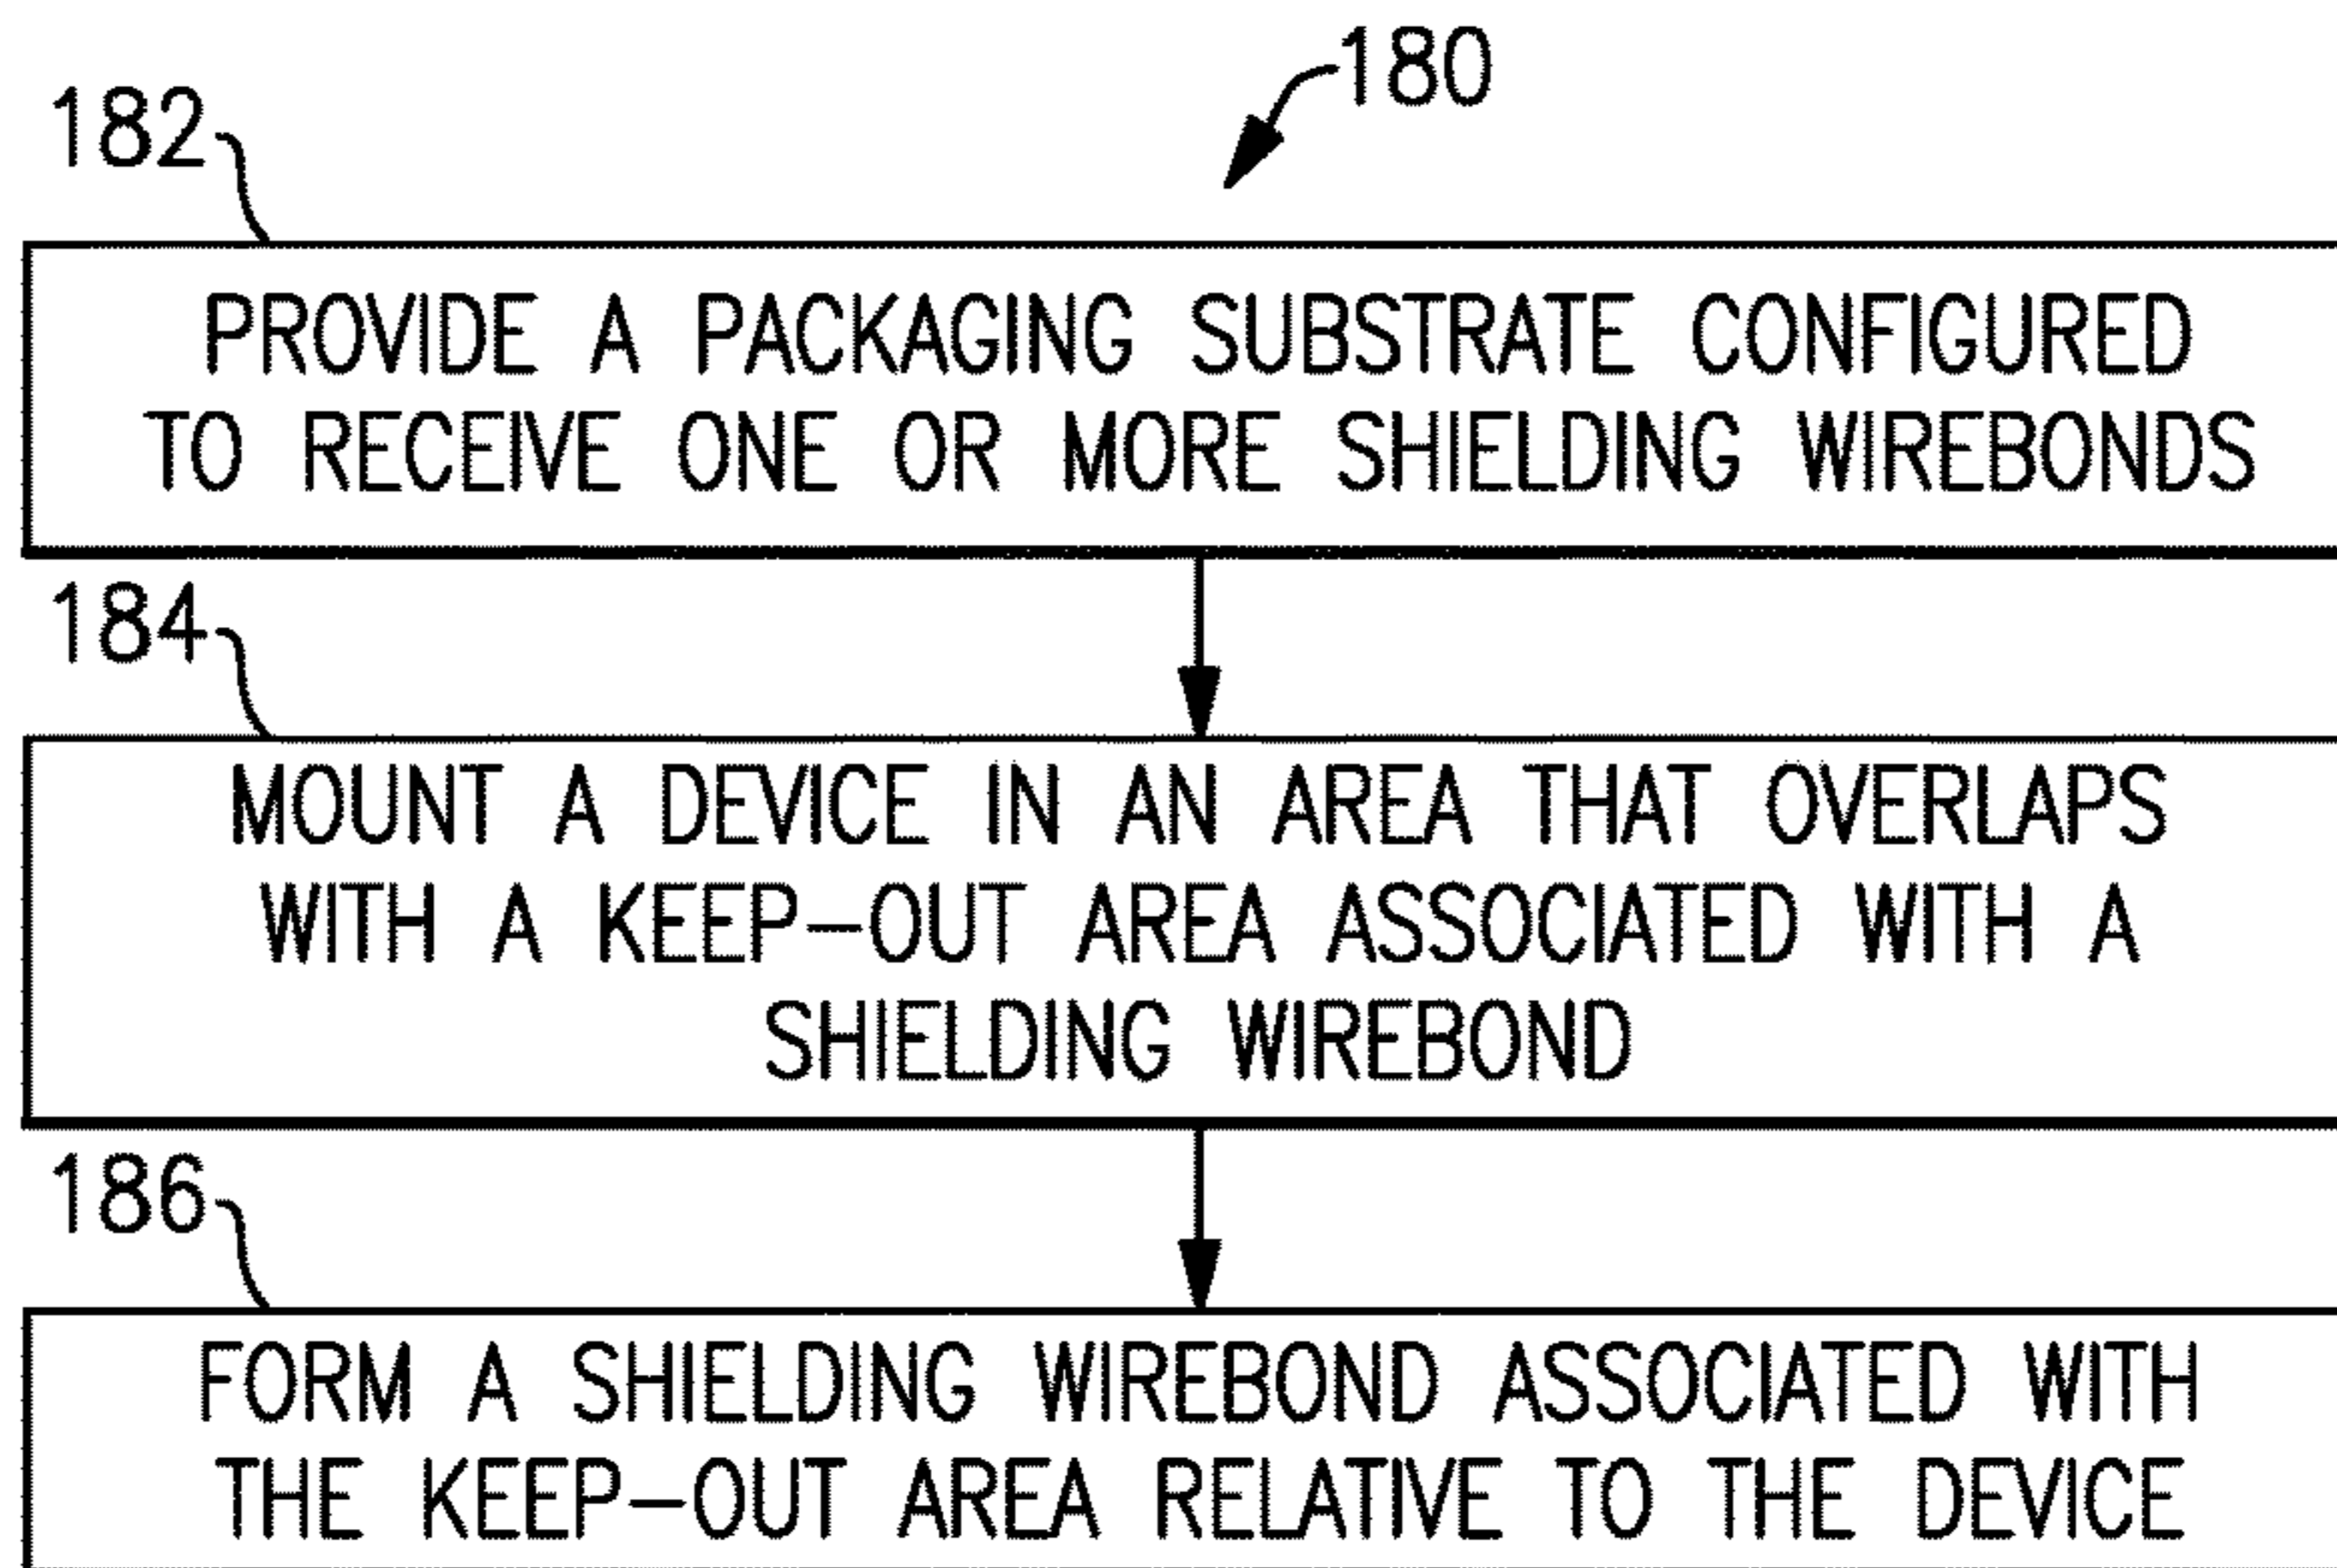 180
182
PROVIDE A PACKAGING SUBSTRATE CONFIGURED
TO RECEIVE ONE OR MORE SHIELDING WIREBONDS
184
MOUNT A DEVICE IN AN AREA THAT OVERLAPS
WITH A KEEP-OUT AREA ASSOCIATED WITH A
SHIELDING WIREBOND
186
FORM A SHIELDING WIREBOND ASSOCIATED WITH
THE KEEP-OUT AREA RELATIVE TO THE DEVICE